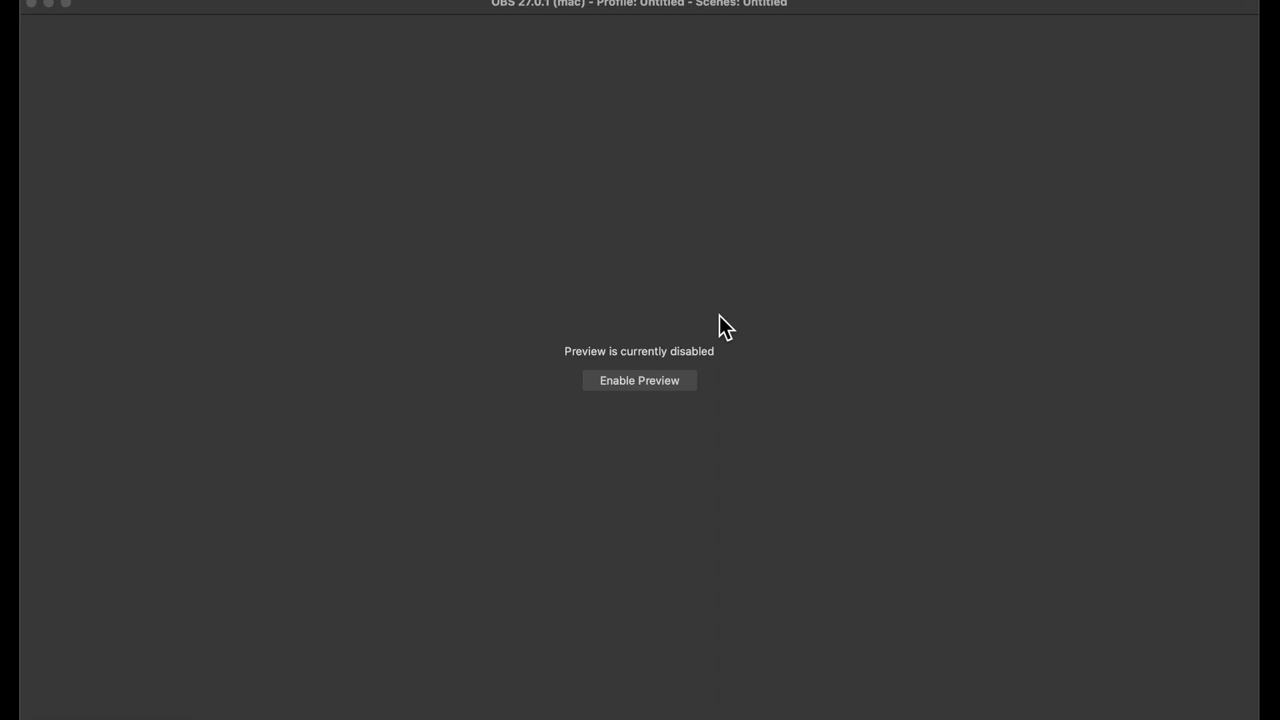 OBS 27.0.1 (mac) - Profile: Untitled - Scenes: Untitled
Preview is currently disabled
Enable Preview